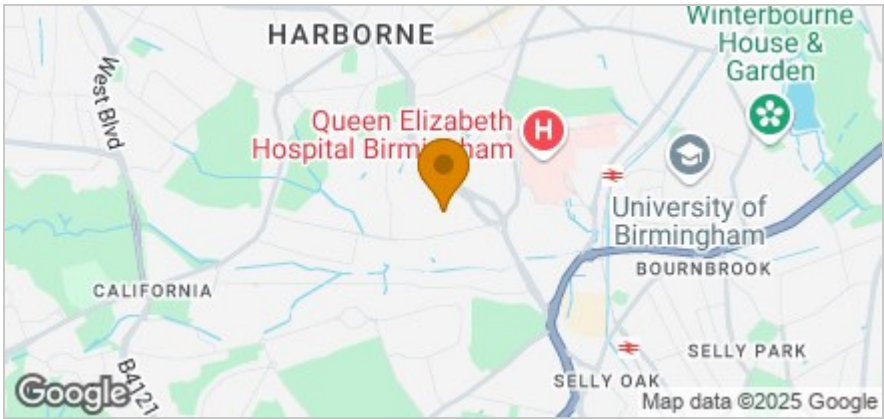 HARBORNE
Winterbourne
House &
Garden
West Blvd
Queen Elizabeth
Hospital Birmingham
H
University of
Birmingham
BOURNBROOK
CALIFORNIA
B4121
SELLY PARK
SELLY OAK
Google
Map data ©2025 Google